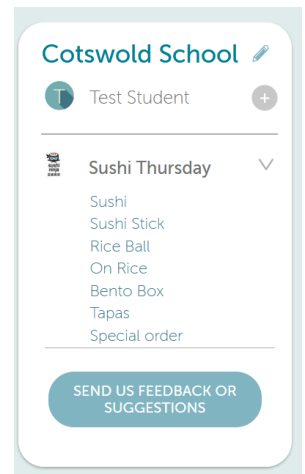 Cotswold School
T Test Student
Sushi Thursday
Sushi
Sushi Stick
Rice Ball
On Rice
Bento Box
Tapas
Special order
SEND US FEEDBACK OR
SUGGESTIONS